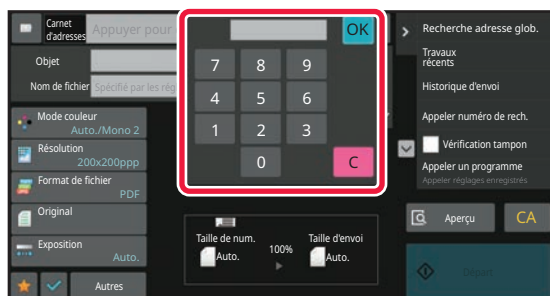 Carnet
d'adresses
Appuyer pour
OK
Recherche adresse glob.
Objet
Travaux
récents
Nom de fichier
Spécifié par les rég
7 8 9
Historique d'envoi
4 5 6
Appeler numéro de rech.
Mode couleur
Auto./Mono 2
1 2 3
Vérification tampon
Résolution
200x200ppp
0 C
Appeler un programme
Appeler réglages enregistrés
Format de fichier
PDF
Original
Aperçu
CA
Taille de num.
Auto.
100%
Taille d'envoi
Auto.
Exposition
Auto.
Départ
Autres